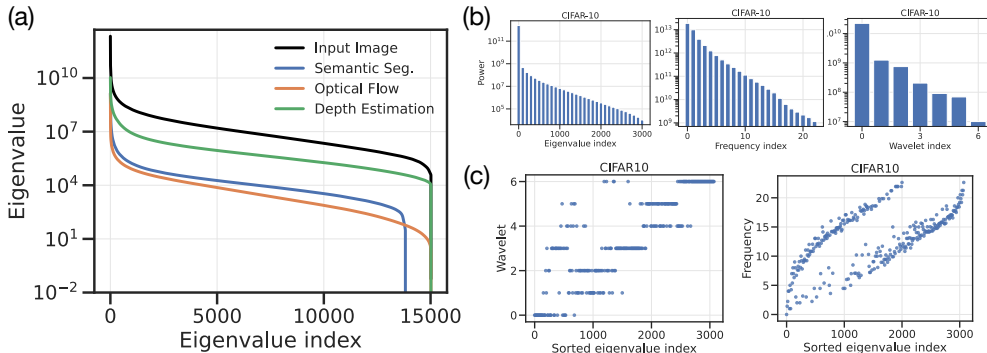 (a)
Eigenvalue
10^10
10^7
10^4
10^1
10^−2
Input Image
Semantic Seg.
Optical Flow
Depth Estimation
0 5000 10000 15000
Eigenvalue index
(b)
CIFAR-10
Power
10^11
10^9
10^7
10^5
0 1000 2000 3000
Eigenvalue index
CIFAR-10
10^13
10^12
10^11
10^10
10^9
0 10 20
Frequency index
CIFAR-10
.0^10
10^9
10^8
10^7
0 3 6
Wavelet index
(c)
CIFAR10
Wavelet
6
4
2
0
0 1000 2000 3000
Sorted eigenvalue index
CIFAR10
Frequency
20
15
10
5
0
0 1000 2000 3000
Sorted eigenvalue index